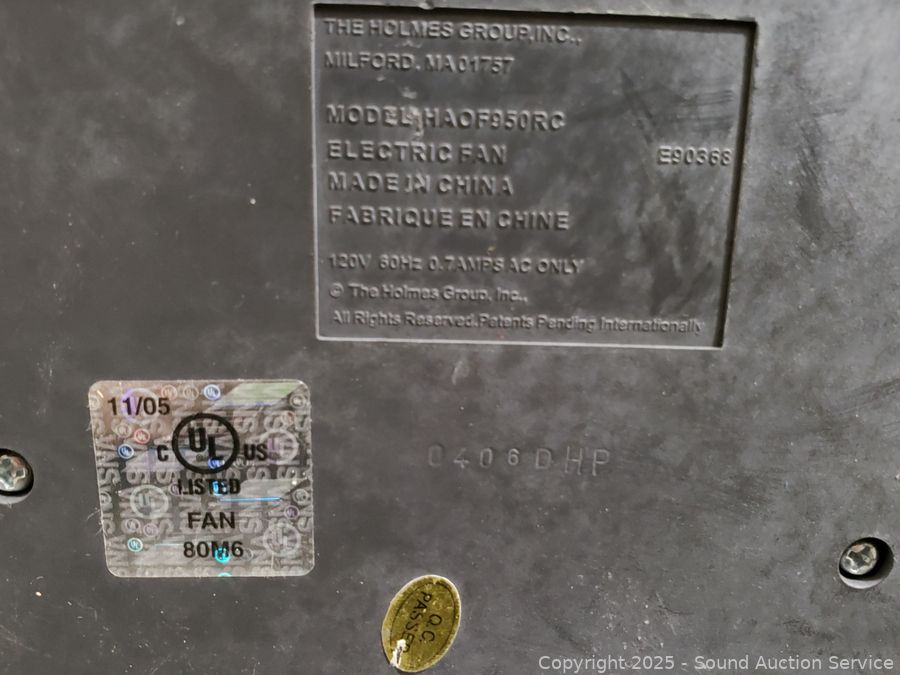 THE HOLMES GROUP,INC.,
MILFORD, MA 01757
MODEL HAOF950RC
ELECTRIC FAN E90368
MADE IN CHINA
FABRIQUE EN CHINE
120V 60Hz 0.7AMPS AC ONLY
© The Holmes Group, Inc.,
All Rights Reserved.Patents Pending Internationally
11/05
C UL US
LISTED
FAN
80M6
0406DHP
Q.C.
PASSED
Copyright © 2025 - Sound Auction Service